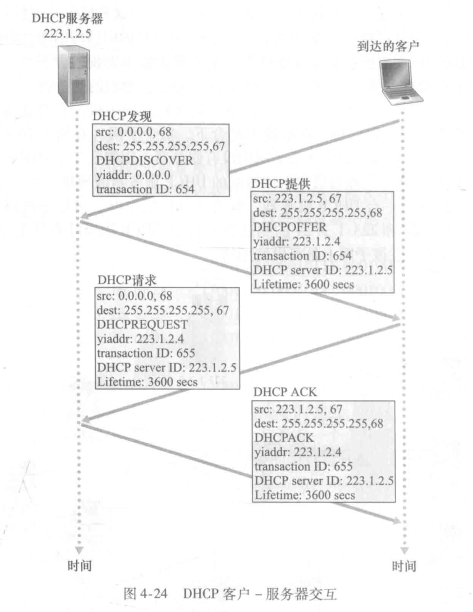 DHCP服务器
223.1.2.5
到达的客户
DHCP发现
src: 0.0.0.0, 68
dest: 255.255.255.255,67
DHCPDISCOVER
yiaddr: 0.0.0.0
transaction ID: 654
DHCP提供
src: 223.1.2.5, 67
dest: 255.255.255.255,68
DHCPOFFER
yiaddr: 223.1.2.4
transaction ID: 654
DHCP server ID: 223.1.2.5
Lifetime: 3600 secs
DHCP请求
src: 0.0.0.0, 68
dest: 255.255.255.255, 67
DHCPREQUEST
yiaddr: 223.1.2.4
transaction ID: 655
DHCP server ID: 223.1.2.5
Lifetime: 3600 secs
DHCP ACK
src: 223.1.2.5, 67
dest: 255.255.255.255,68
DHCPACK
yiaddr: 223.1.2.4
transaction ID: 655
DHCP server ID: 223.1.2.5
Lifetime: 3600 secs
时间
时间
图 4-24 DHCP 客户－服务器交互